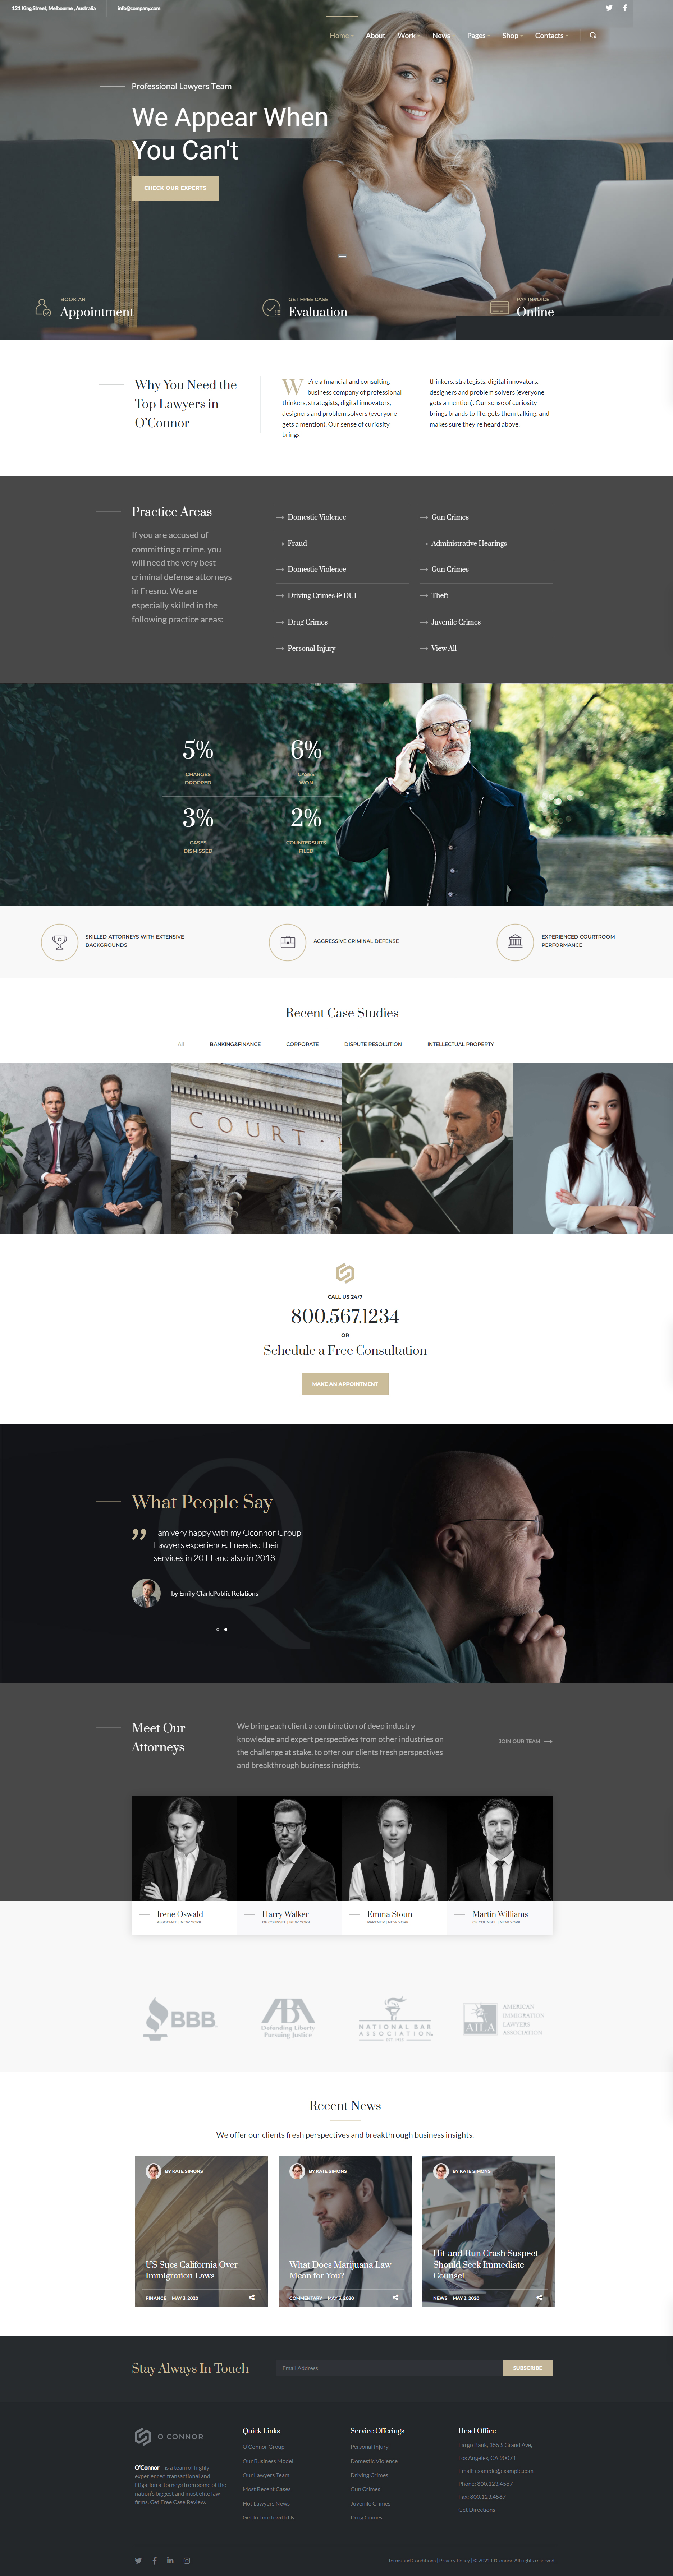 121 King Street, Melbourne, Australia
info@company.com
Home
About
Work
News
Pages
Shop
Contacts
Professional Lawyers Team
We Appear When
You Can't
CHECK OUR EXPERTS
BOOK AN
Appointment
GET FREE CASE
Evaluation
PAY INVOICE
Online
Why You Need the
Top Lawyers in
O'Connor
We're a financial and consulting
business company of professional
thinkers, strategists, digital innovators,
designers and problem solvers (everyone
gets a mention). Our sense of curiosity
brings
thinkers, strategists, digital innovators,
designers and problem solvers (everyone
gets a mention). Our sense of curiosity
brings brands to life, gets them talking, and
makes sure they're heard above.
Practice Areas
If you are accused of
committing a crime, you
will need the very best
criminal defense attorneys
in Fresno. We are
especially skilled in the
following practice areas:
Domestic Violence
Fraud
Domestic Violence
Driving Crimes & DUI
Drug Crimes
Personal Injury
Gun Crimes
Administrative Hearings
Gun Crimes
Theft
Juvenile Crimes
View All
5%
CHARGES
DROPPED
6%
CASES
WON
3%
CASES
DISMISSED
2%
COUNTERSUITS
FILED
SKILLED ATTORNEYS WITH EXTENSIVE
BACKGROUNDS
AGGRESSIVE CRIMINAL DEFENSE
EXPERIENCED COURTROOM
PERFORMANCE
Recent Case Studies
All
BANKING&FINANCE
CORPORATE
DISPUTE RESOLUTION
INTELLECTUAL PROPERTY
COURT
CALL US 24/7
800.567.1234
OR
Schedule a Free Consultation
MAKE AN APPOINTMENT
Q
What People Say
I am very happy with my Oconnor Group
Lawyers experience. I needed their
services in 2011 and also in 2018
- by Emily Clark,Public Relations
Meet Our
Attorneys
We bring each client a combination of deep industry
knowledge and expert perspectives from other industries on
the challenge at stake, to offer our clients fresh perspectives
and breakthrough business insights.
JOIN OUR TEAM
Irene Oswald
ASSOCIATE | NEW YORK
Harry Walker
OF COUNSEL | NEW YORK
Emma Stoun
PARTNER | NEW YORK
Martin Williams
OF COUNSEL | NEW YORK
BBB
ABA
Defending Liberty
Pursuing Justice
NATIONAL BAR
ASSOCIATION
EST. 1925
AILA
AMERICAN
IMMIGRATION
LAWYERS
ASSOCIATION
Recent News
We offer our clients fresh perspectives and breakthrough business insights.
BY KATE SIMONS
US Sues California Over
Immigration Laws
FINANCE | MAY 3, 2020
BY KATE SIMONS
What Does Marijuana Law
Mean for You?
COMMENTARY | MAY 3, 2020
BY KATE SIMONS
Hit-and-Run Crash Suspect
Should Seek Immediate
Counsel
NEWS | MAY 3, 2020
Stay Always In Touch
Email Address
SUBSCRIBE
O'CONNOR
O'Connor - is a team of highly
experienced transactional and
litigation attorneys from some of the
nation's biggest and most elite law
firms. Get Free Case Review.
Quick Links
O'Connor Group
Our Business Model
Our Lawyers Team
Most Recent Cases
Hot Lawyers News
Get in Touch with Us
Service Offerings
Personal Injury
Domestic Violence
Driving Crimes
Gun Crimes
Juvenile Crimes
Drug Crimes
Head Office
Fargo Bank, 355 S Grand Ave,
Los Angeles, CA 90071
Email: example@example.com
Phone: 800.123.4567
Fax: 800.123.4567
Get Directions
Terms and Conditions | Privacy Policy | © 2021 O'Connor. All rights reserved.